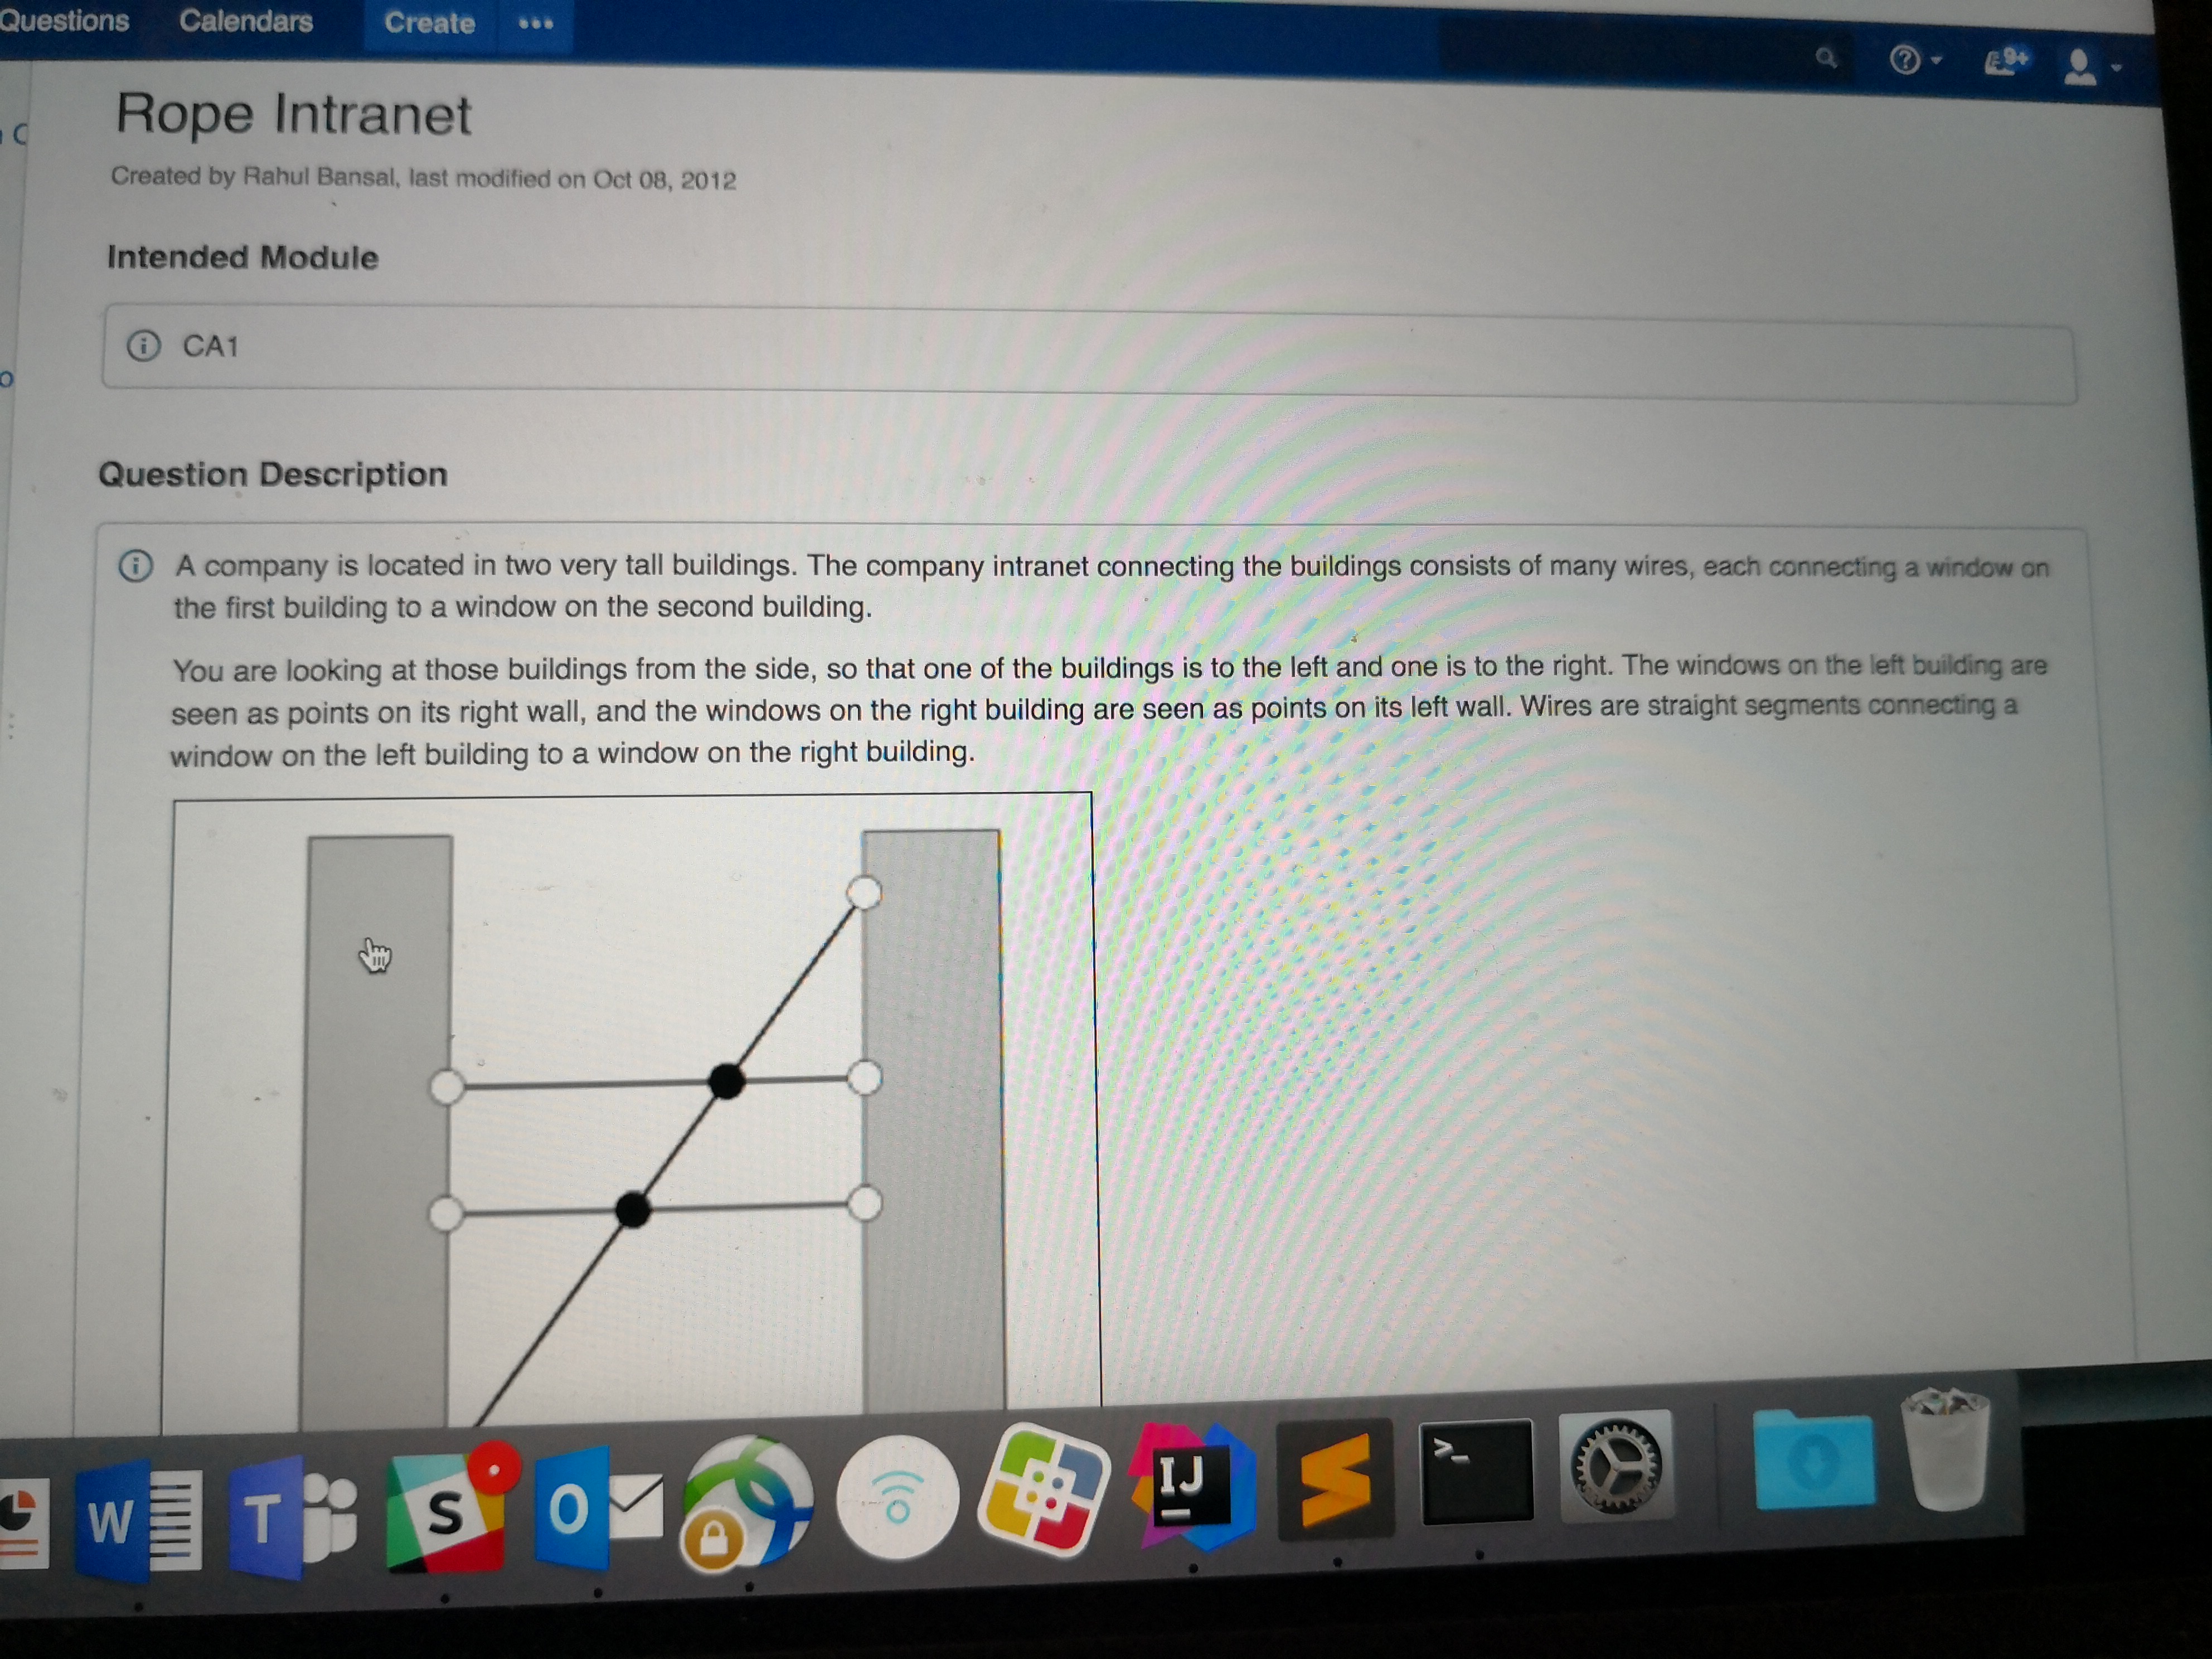 Questions Calendars Create •••
9+
Rope Intranet
Created by Rahul Bansal, last modified on Oct 08, 2012
Intended Module
CA1
Question Description
A company is located in two very tall buildings. The company intranet connecting the buildings consists of many wires, each connecting a window on
the first building to a window on the second building.
You are looking at those buildings from the side, so that one of the buildings is to the left and one is to the right. The windows on the left building are
seen as points on its right wall, and the windows on the right building are seen as points on its left wall. Wires are straight segments connecting a
window on the left building to a window on the right building.
W T S O IJ >_